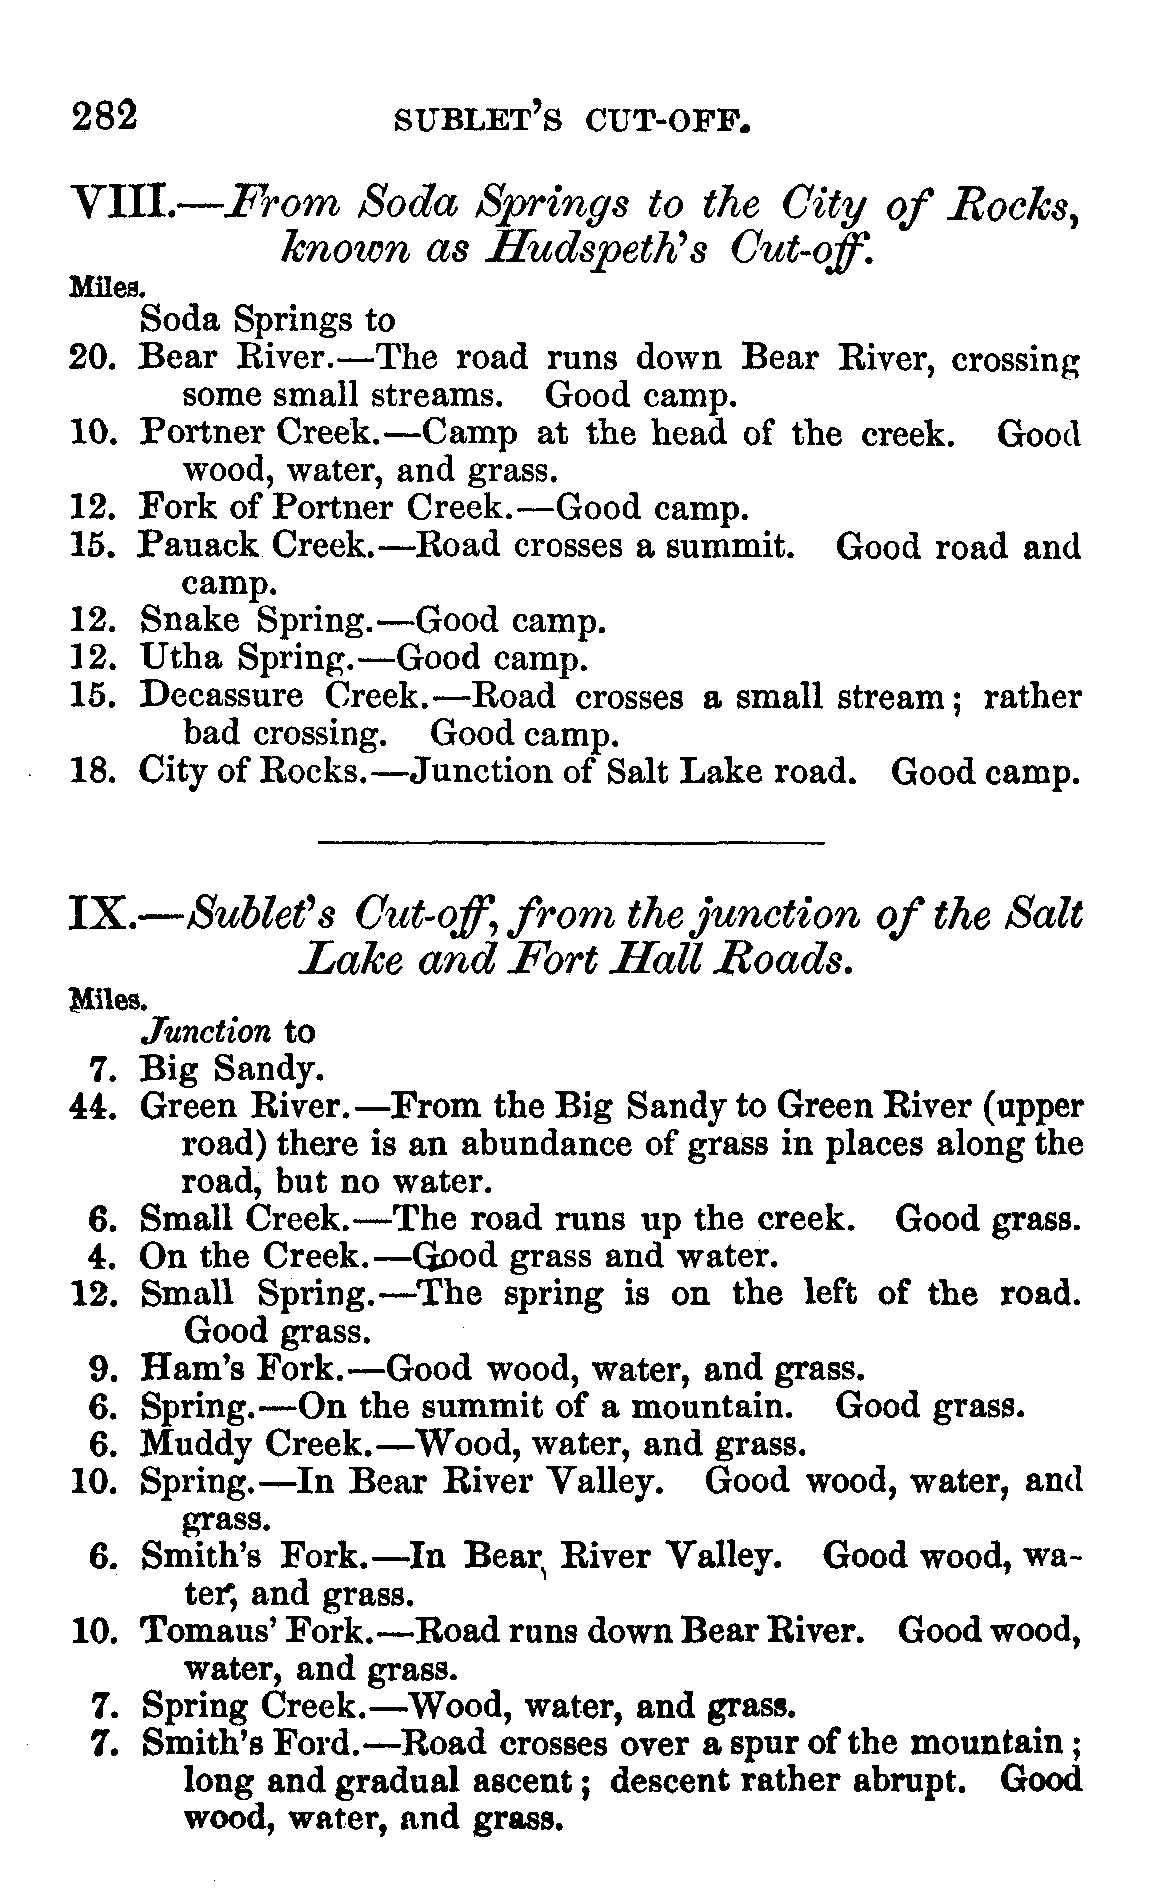 282 SUBLET'S CUT-OFF.
VIII.—From Soda Springs to the City of Rocks,
known as Hudspeth's Cut-off.
Miles.
Soda Springs to
20. Bear River.—The road runs down Bear River, crossing
some small streams. Good camp.
10. Portner Creek.—Camp at the head of the creek. Good
wood, water, and grass.
12. Fork of Portner Creek.—Good camp.
15. Pauack Creek.—Road crosses a summit. Good road and
camp.
12. Snake Spring.—Good camp.
12. Utha Spring.—Good camp.
15. Decassure Creek.—Road crosses a small stream; rather
bad crossing. Good camp.
18. City of Rocks.—Junction of Salt Lake road. Good camp.
IX.—Sublet's Cut-off, from the junction of the Salt
Lake and Fort Hall Roads.
Miles.
Junction to
7. Big Sandy.
44. Green River.—From the Big Sandy to Green River (upper
road) there is an abundance of grass in places along the
road, but no water.
6. Small Creek.—The road runs up the creek. Good grass.
4. On the Creek.—Good grass and water.
12. Small Spring.—The spring is on the left of the road.
Good grass.
9. Ham's Fork.—Good wood, water, and grass.
6. Spring.—On the summit of a mountain. Good grass.
6. Muddy Creek.—Wood, water, and grass.
10. Spring.—In Bear River Valley. Good wood, water, and
grass.
6. Smith's Fork.—In Bear River Valley. Good wood, wa-
ter, and grass.
10. Tomaus' Fork.—Road runs down Bear River. Good wood,
water, and grass.
7. Spring Creek.—Wood, water, and grass.
7. Smith's Ford.—Road crosses over a spur of the mountain;
long and gradual ascent; descent rather abrupt. Good
wood, water, and grass.